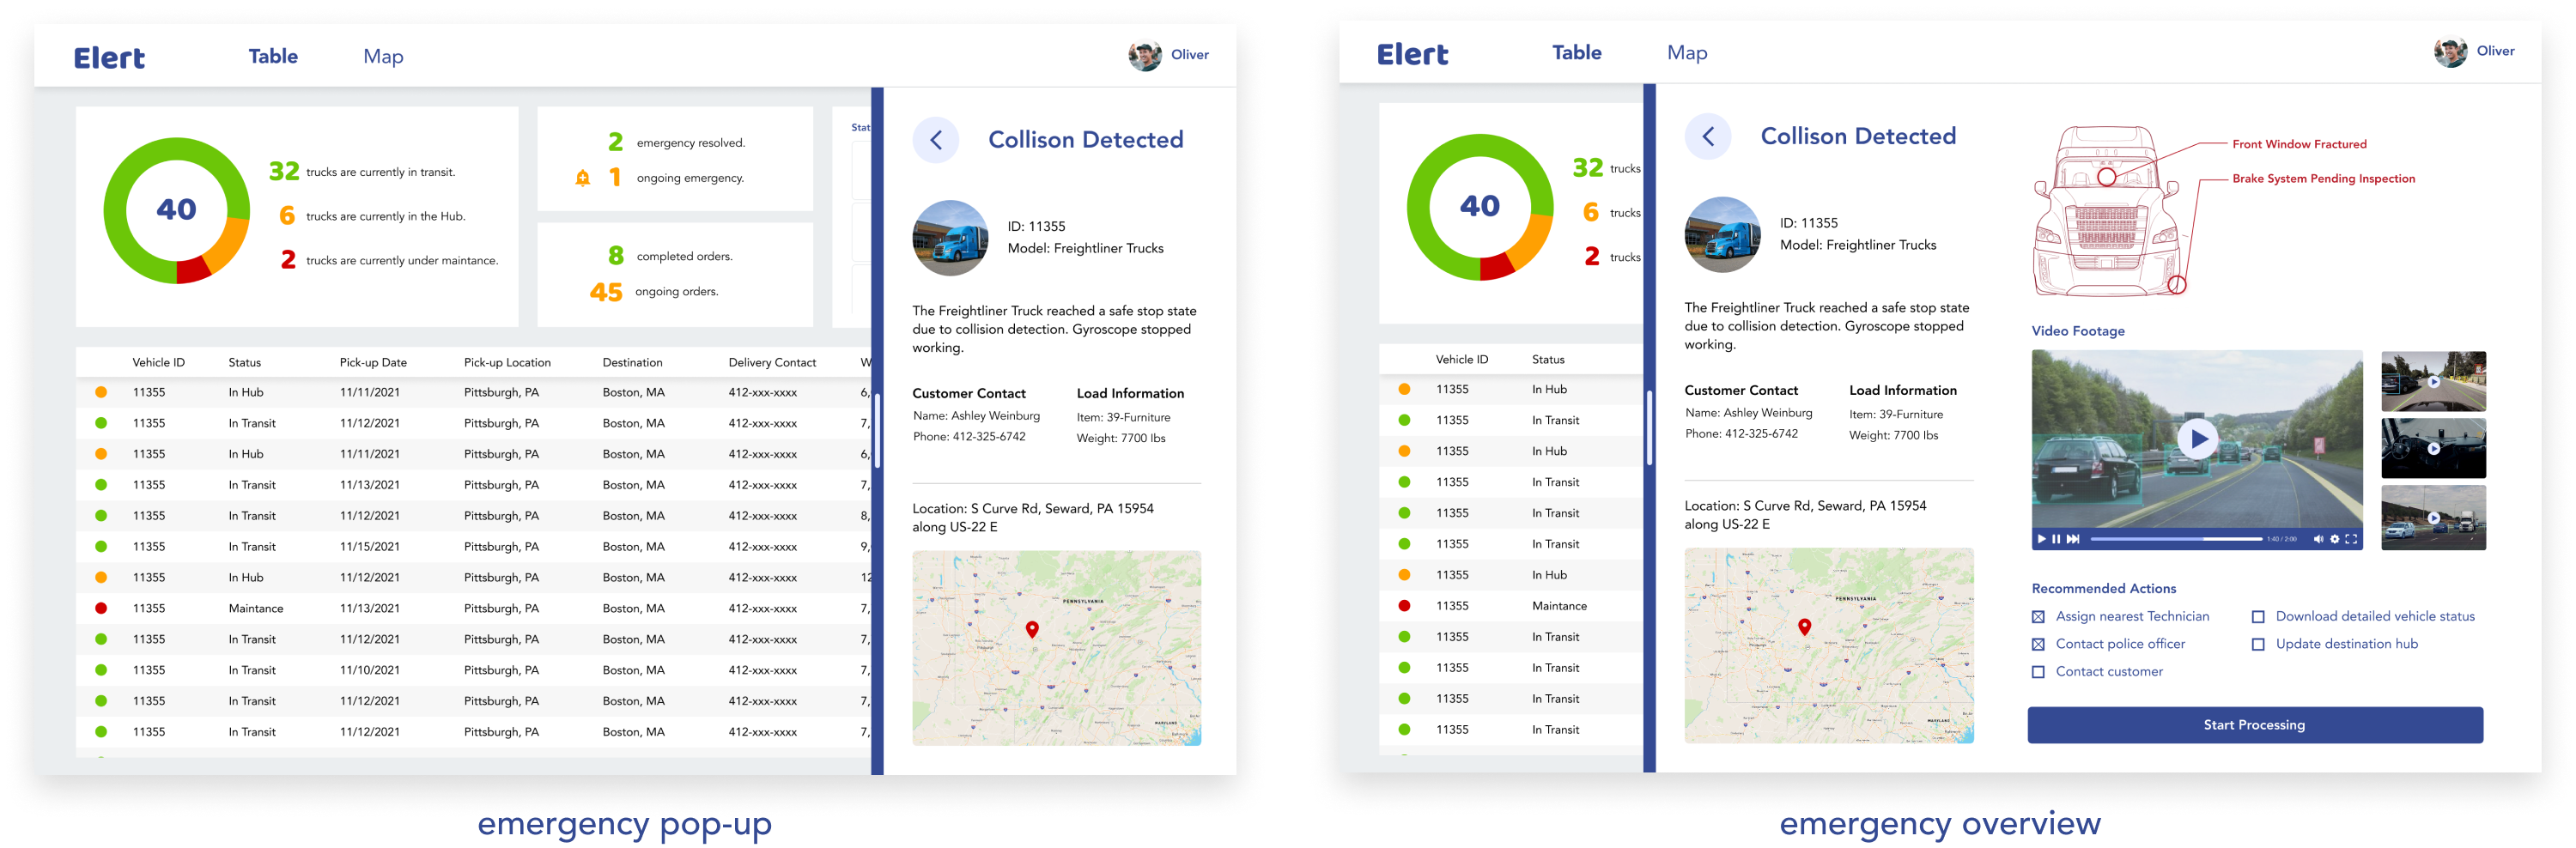 Elert Table Map Oliver
40
32 trucks are currently in transit.
6 trucks are currently in the Hub.
2 trucks are currently under maintance.
2 emergency resolved.
1 ongoing emergency.
8 completed orders.
45 ongoing orders.
Vehicle ID Status Pick-up Date Pick-up Location Destination Delivery Contact
11355 In Hub 11/11/2021 Pittsburgh, PA Boston, MA 412-xxx-xxxx 6,
11355 In Transit 11/12/2021 Pittsburgh, PA Boston, MA 412-xxx-xxxx 7,
11355 In Hub 11/11/2021 Pittsburgh, PA Boston, MA 412-xxx-xxxx 6,
11355 In Transit 11/13/2021 Pittsburgh, PA Boston, MA 412-xxx-xxxx 7,
11355 In Transit 11/12/2021 Pittsburgh, PA Boston, MA 412-xxx-xxxx 8,
11355 In Transit 11/15/2021 Pittsburgh, PA Boston, MA 412-xxx-xxxx 9,
11355 In Hub 11/12/2021 Pittsburgh, PA Boston, MA 412-xxx-xxxx 12
11355 Maintance 11/13/2021 Pittsburgh, PA Boston, MA 412-xxx-xxxx 7,
11355 In Transit 11/12/2021 Pittsburgh, PA Boston, MA 412-xxx-xxxx 7,
11355 In Transit 11/10/2021 Pittsburgh, PA Boston, MA 412-xxx-xxxx 7,
11355 In Transit 11/12/2021 Pittsburgh, PA Boston, MA 412-xxx-xxxx 7,
11355 In Transit 11/12/2021 Pittsburgh, PA Boston, MA 412-xxx-xxxx 7,
Collison Detected
ID: 11355
Model: Freightliner Trucks
The Freightliner Truck reached a safe stop state
due to collision detection. Gyroscope stopped
working.
Customer Contact
Name: Ashley Weinburg
Phone: 412-325-6742
Load Information
Item: 39-Furniture
Weight: 7700 lbs
Location: S Curve Rd, Seward, PA 15954
along US-22 E
PENNSYLVANIA
Pittsburgh
MARYLAND
emergency pop-up
Elert Table Map Oliver
40
32 trucks
6 trucks
2 trucks
Vehicle ID Status
11355 In Hub
11355 In Transit
11355 In Hub
11355 In Transit
11355 In Transit
11355 In Transit
11355 In Hub
11355 Maintance
11355 In Transit
11355 In Transit
11355 In Transit
11355 In Transit
Collison Detected
ID: 11355
Model: Freightliner Trucks
The Freightliner Truck reached a safe stop state
due to collision detection. Gyroscope stopped
working.
Customer Contact
Name: Ashley Weinburg
Phone: 412-325-6742
Load Information
Item: 39-Furniture
Weight: 7700 lbs
Location: S Curve Rd, Seward, PA 15954
along US-22 E
PENNSYLVANIA
Pittsburgh
MARYLAND
Front Window Fractured
Brake System Pending Inspection
Video Footage
1:40 / 2:00
Recommended Actions
Assign nearest Technician
Contact police officer
Contact customer
Download detailed vehicle status
Update destination hub
Start Processing
emergency overview